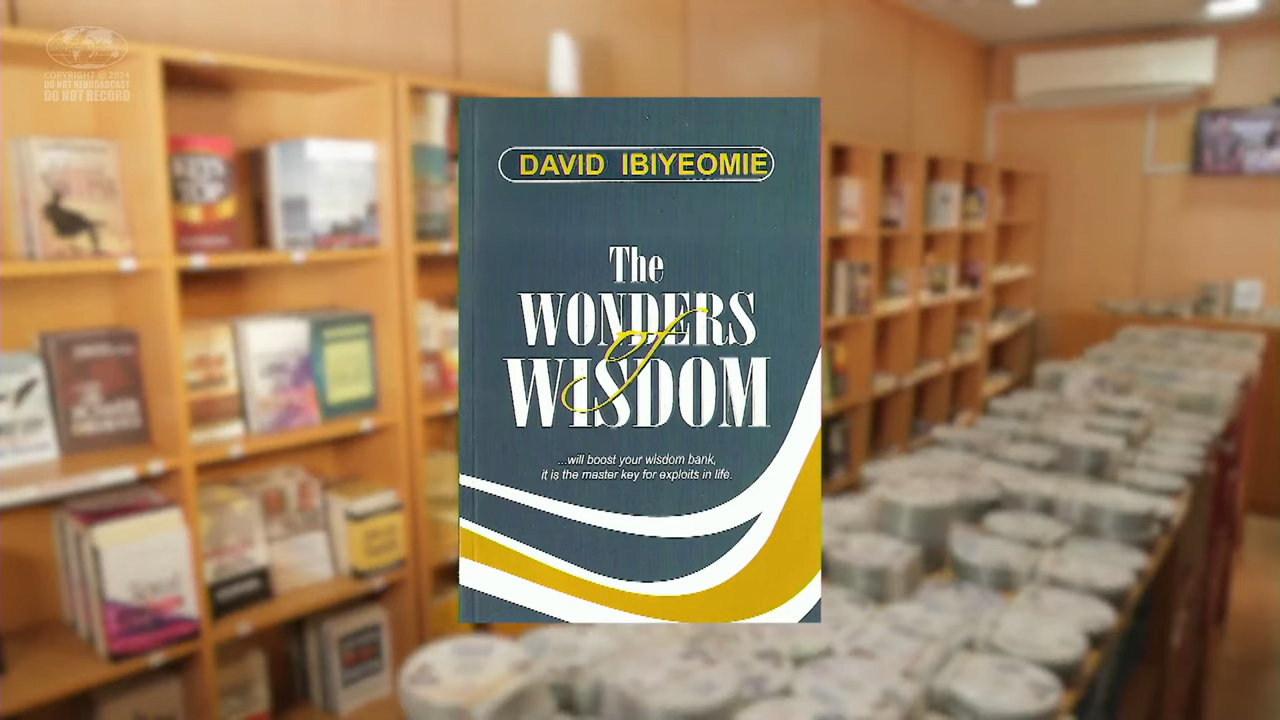 COPYRIGHT @ 2024
DO NOT REBROADCAST
DO NOT RECORD
DAVID IBIYEOMIE
The
WONDERS
of
WISDOM
...will boost your wisdom bank,
it is the master key for exploits in life.